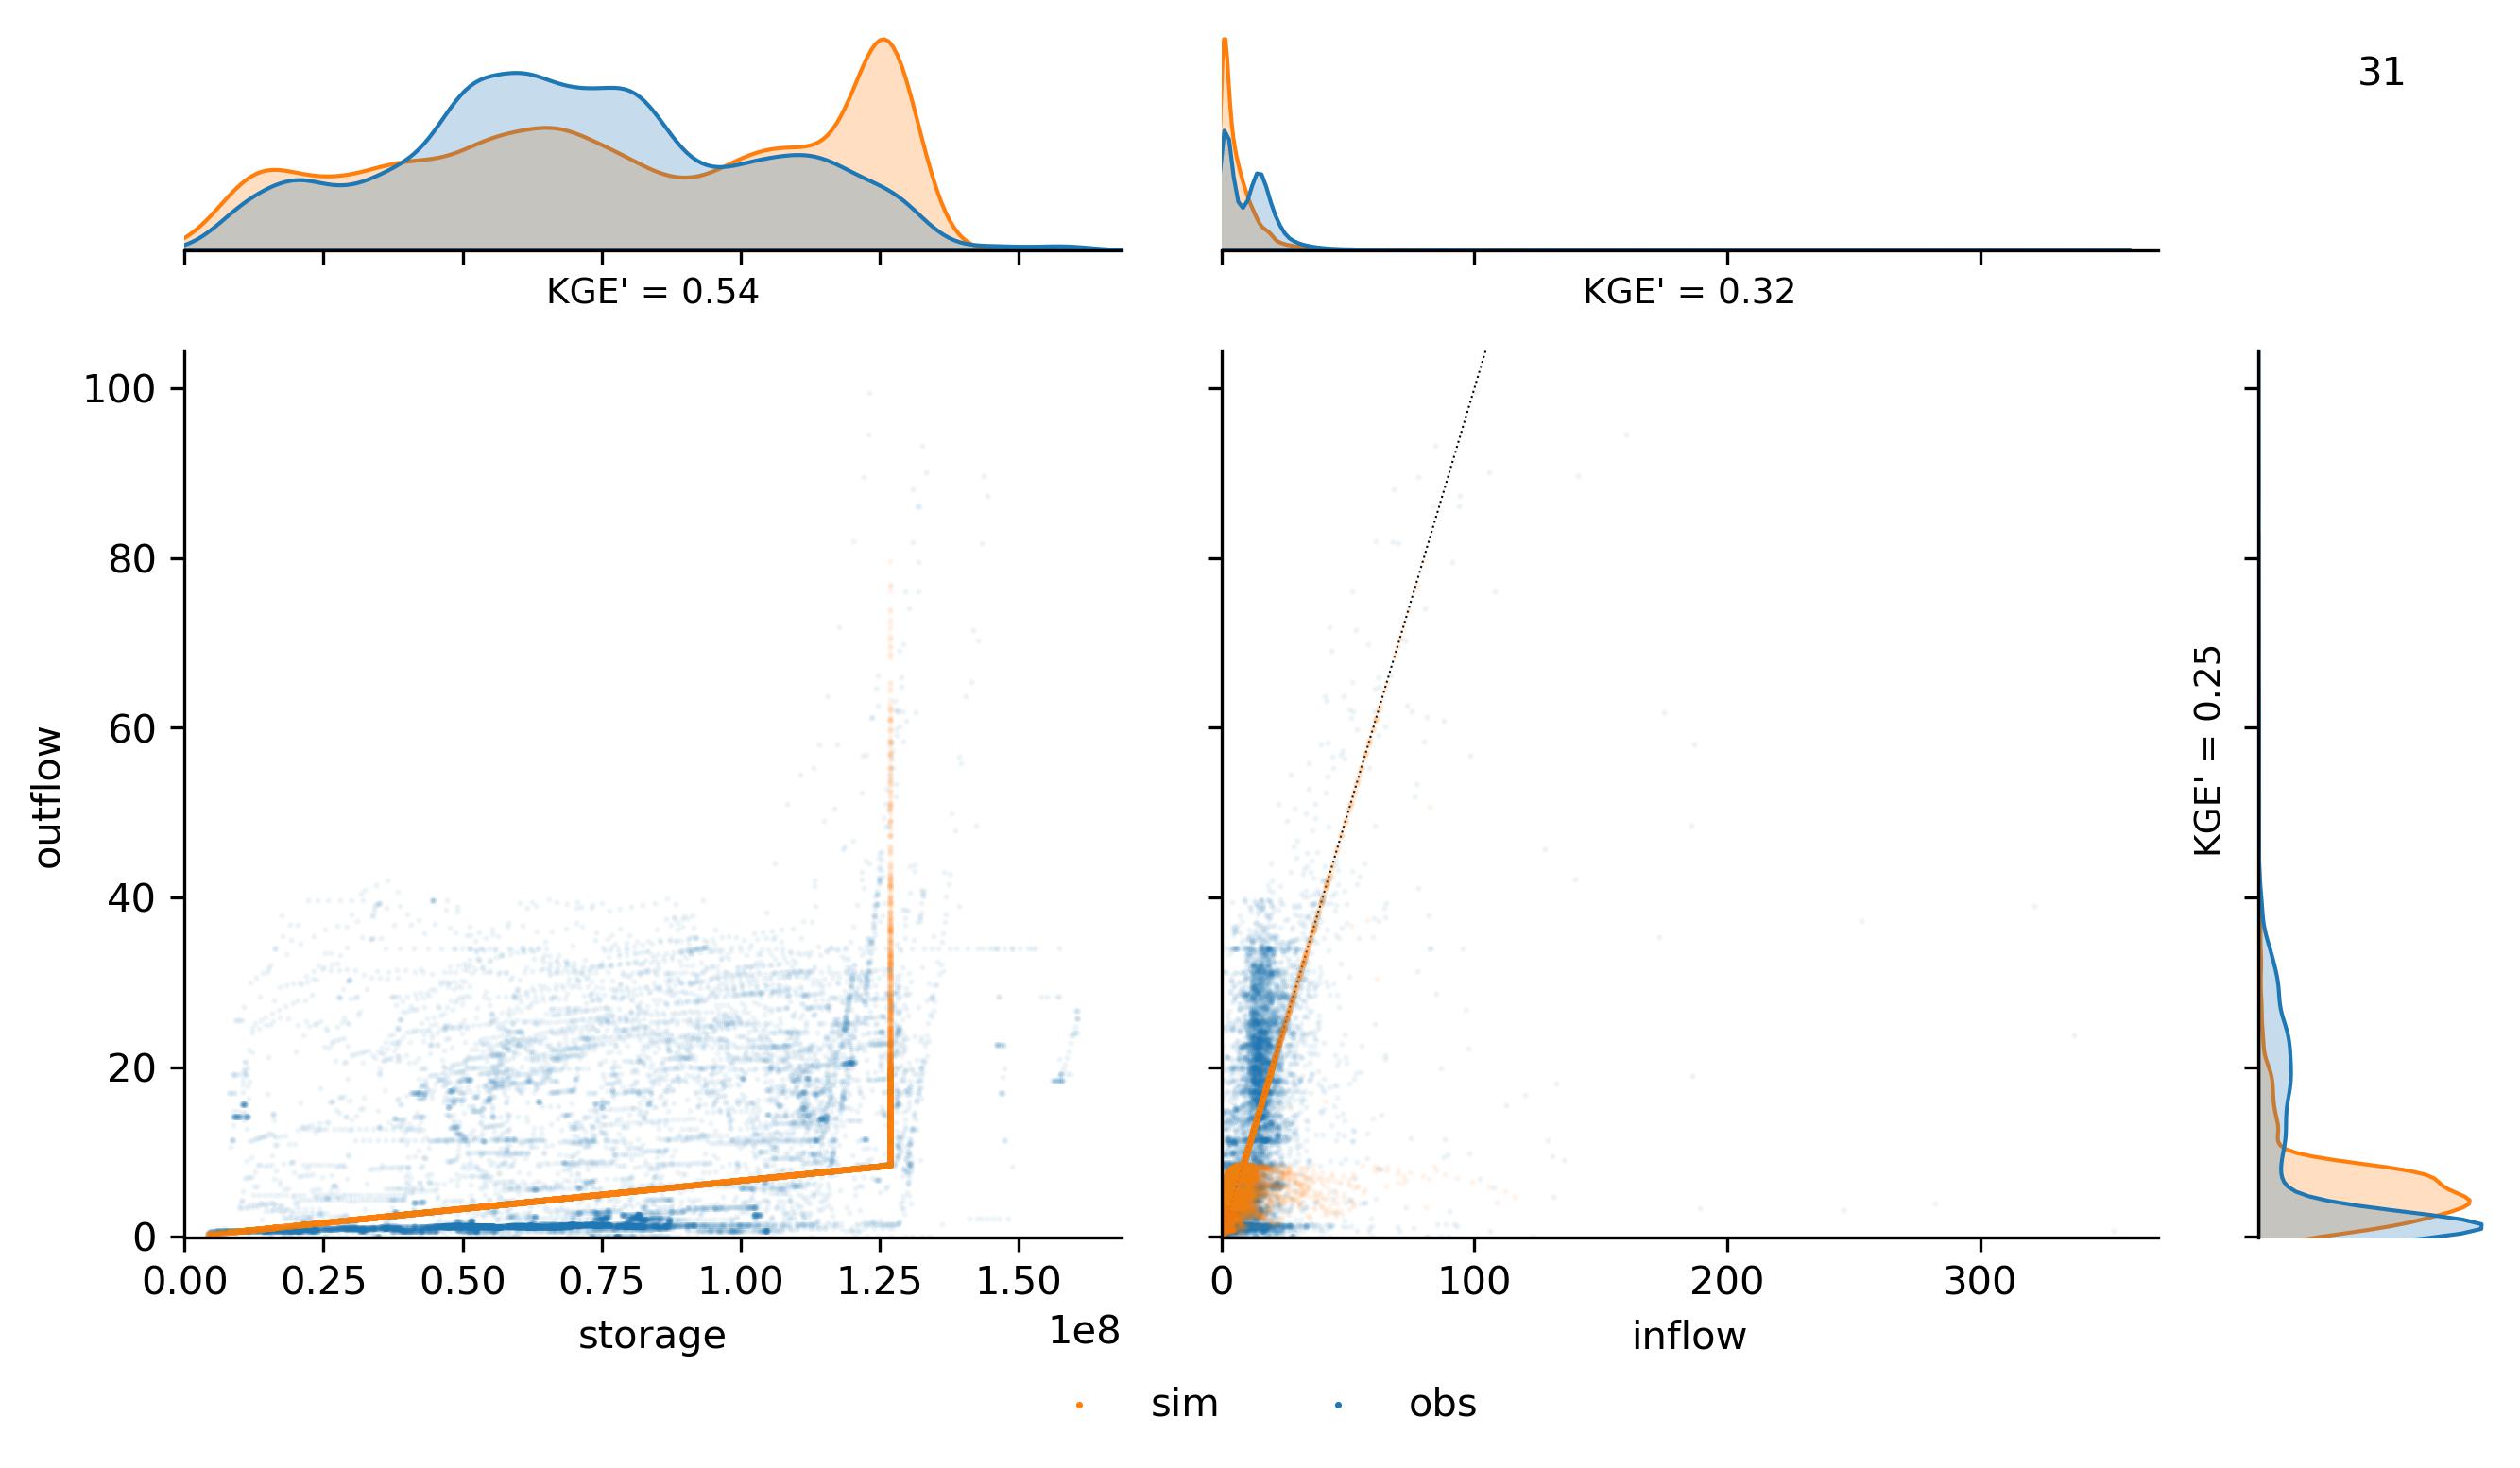 31
KGE' = 0.54
KGE' = 0.32
100
80
60
40
20
0
outflow
KGE' = 0.25
0.00 0.25 0.50 0.75 1.00 1.25 1.50
0 100 200 300
1e8
storage
inflow
sim obs